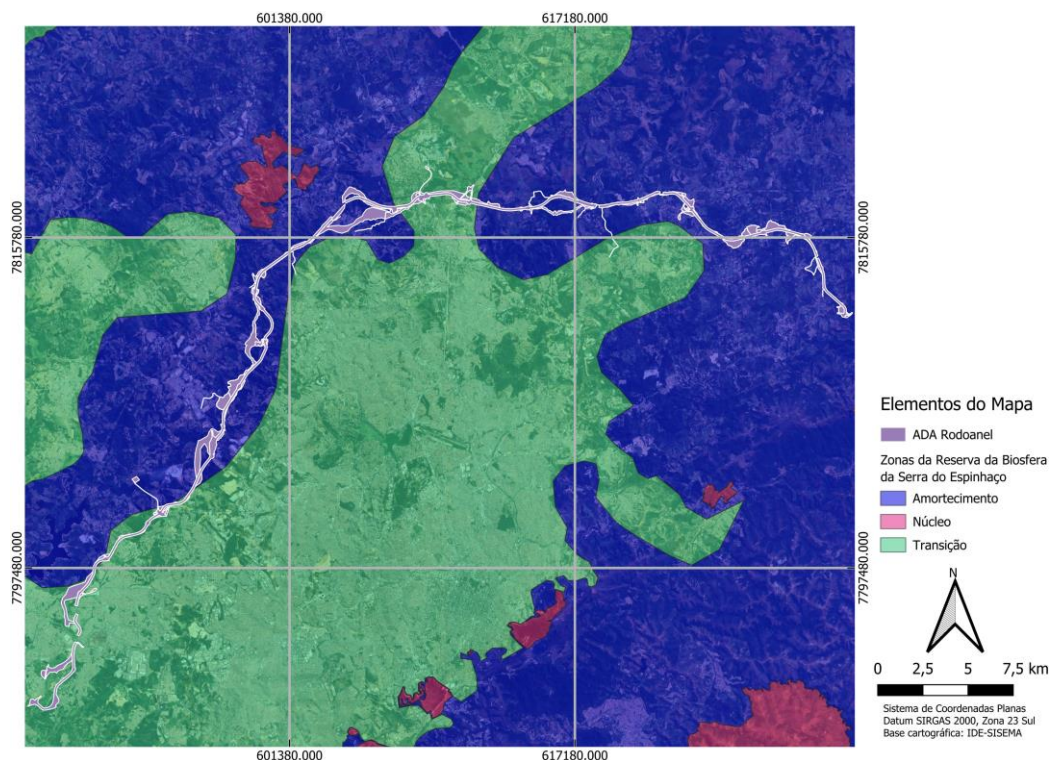 601380.000 617180.000
7815780.000 7815780.000
7797480.000 7797480.000
601380.000 617180.000
Elementos do Mapa
ADA Rodoanel
Zonas da Reserva da Biosfera
da Serra do Espinhaço
Amortecimento
Núcleo
Transição
N
0 2,5 5 7,5 km
Sistema de Coordenadas Planas
Datum SIRGAS 2000, Zona 23 Sul
Base cartográfica: IDE-SISEMA